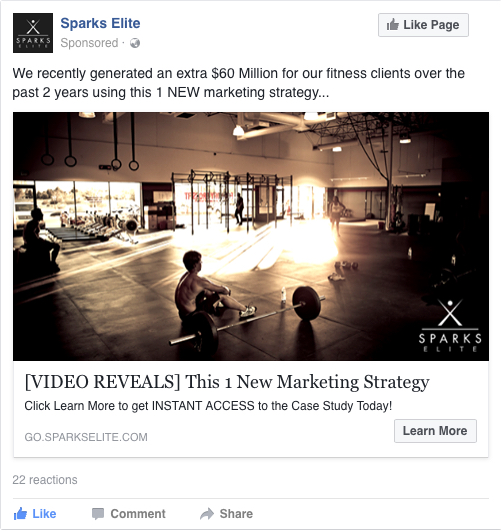 SPARKS
ELITE
Sparks Elite
Like Page
Sponsored ·
We recently generated an extra $60 Million for our fitness clients over the
past 2 years using this 1 NEW marketing strategy...
SPARKS
ELITE
[VIDEO REVEALS] This 1 New Marketing Strategy
Click Learn More to get INSTANT ACCESS to the Case Study Today!
GO.SPARKSELITE.COM
Learn More
22 reactions
Like Comment Share